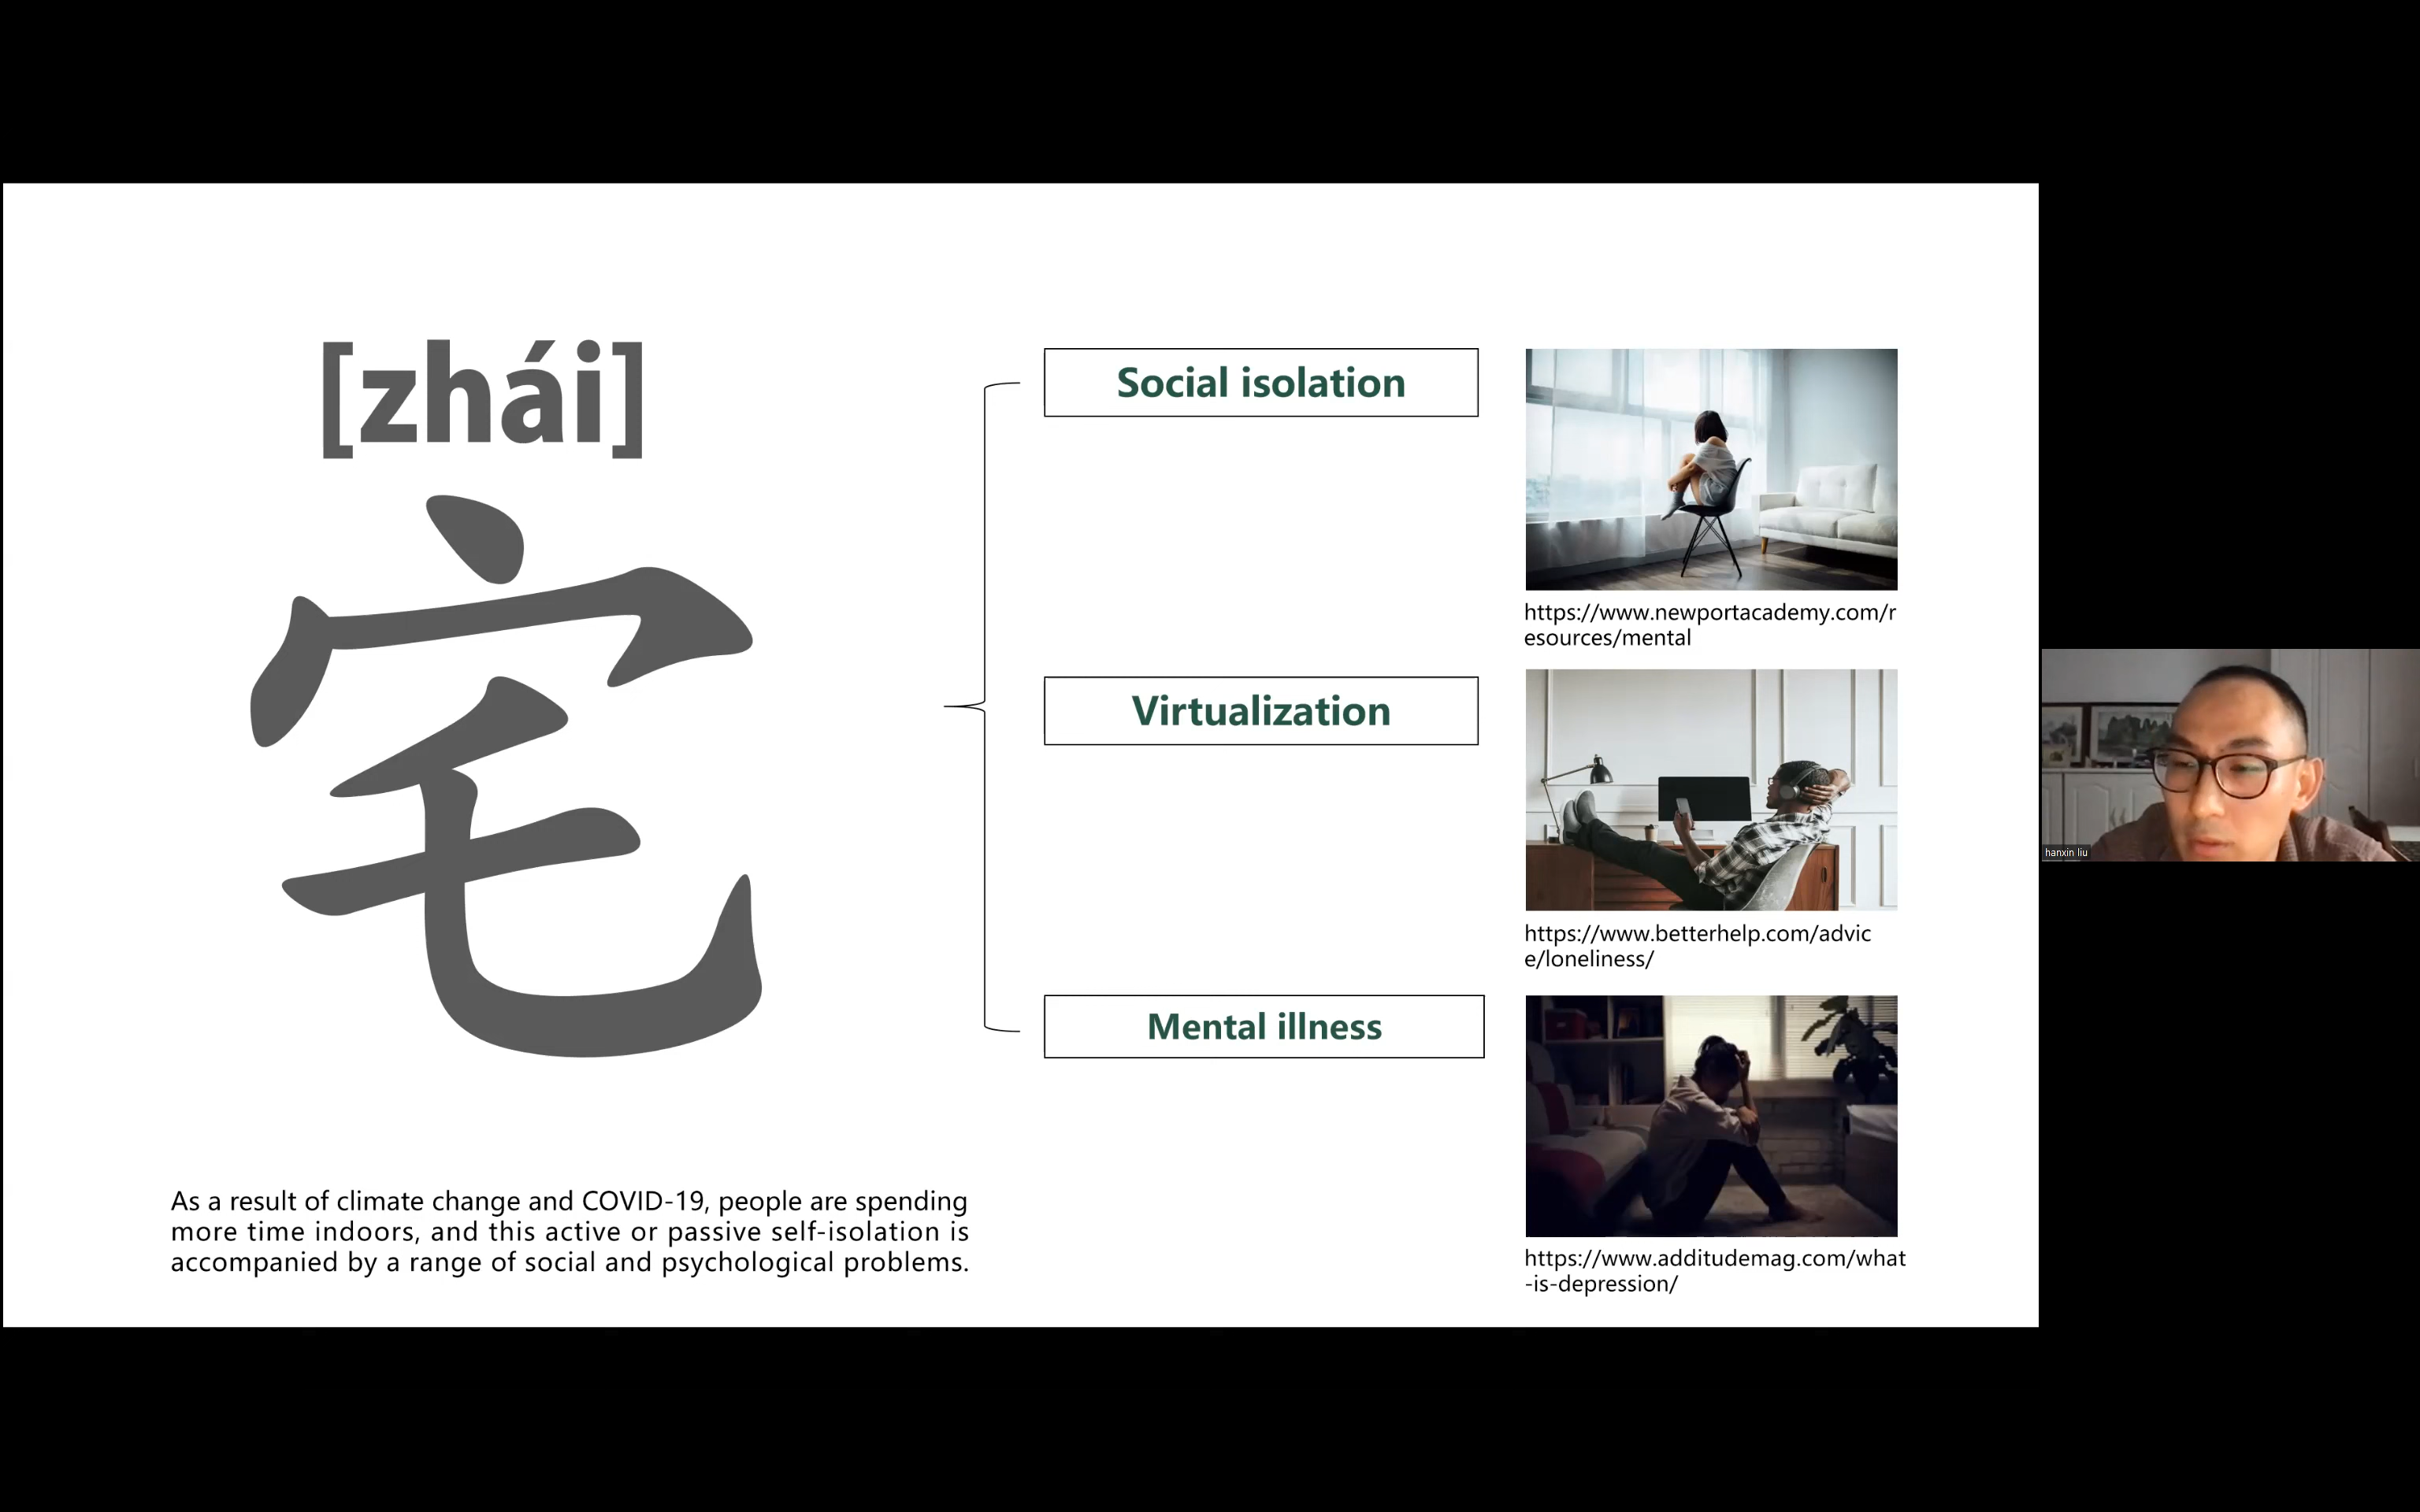 [zhái]
宅
As a result of climate change and COVID-19, people are spending
more time indoors, and this active or passive self-isolation is
accompanied by a range of social and psychological problems.
Social isolation
https://www.newportacademy.com/r
esources/mental
Virtualization
https://www.betterhelp.com/advic
e/loneliness/
Mental illness
https://www.additudemag.com/what
-is-depression/
hanxin liu